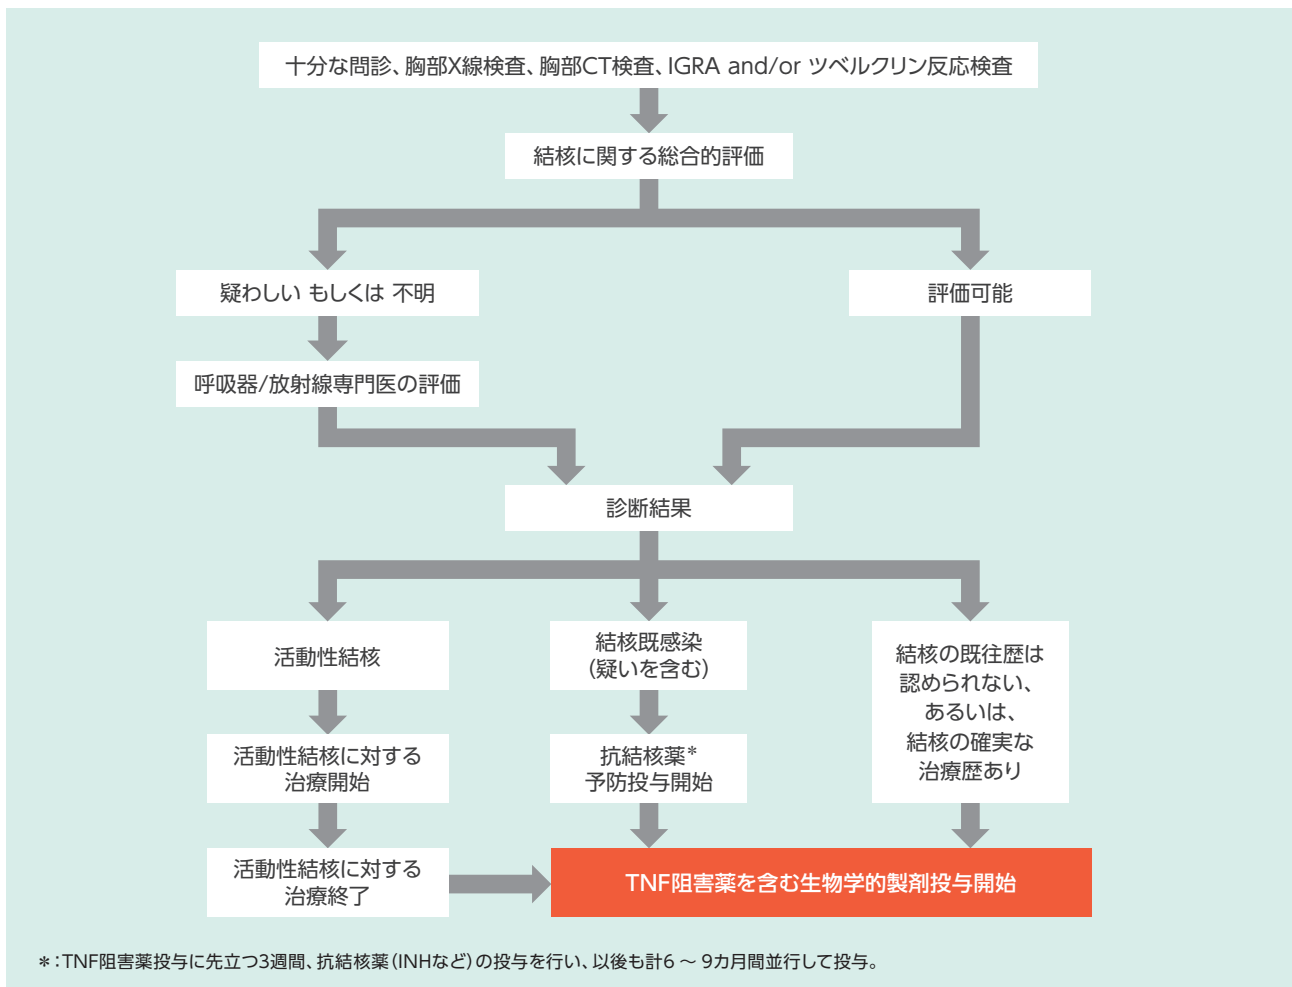 十分な問診、胸部X線検査、胸部CT検査、IGRA and/or ツベルクリン反応検査
結核に関する総合的評価
疑わしい もしくは 不明
評価可能
呼吸器/放射線専門医の評価
診断結果
活動性結核
結核既感染
(疑いを含む)
結核の既往歴は
認められない、
あるいは、
結核の確実な
治療歴あり
活動性結核に対する
治療開始
抗結核薬*
予防投与開始
活動性結核に対する
治療終了
TNF阻害薬を含む生物学的製剤投与開始
*:TNF阻害薬投与に先立つ3週間、抗結核薬(INHなど)の投与を行い、以後も計6 ～ 9カ月間並行して投与。